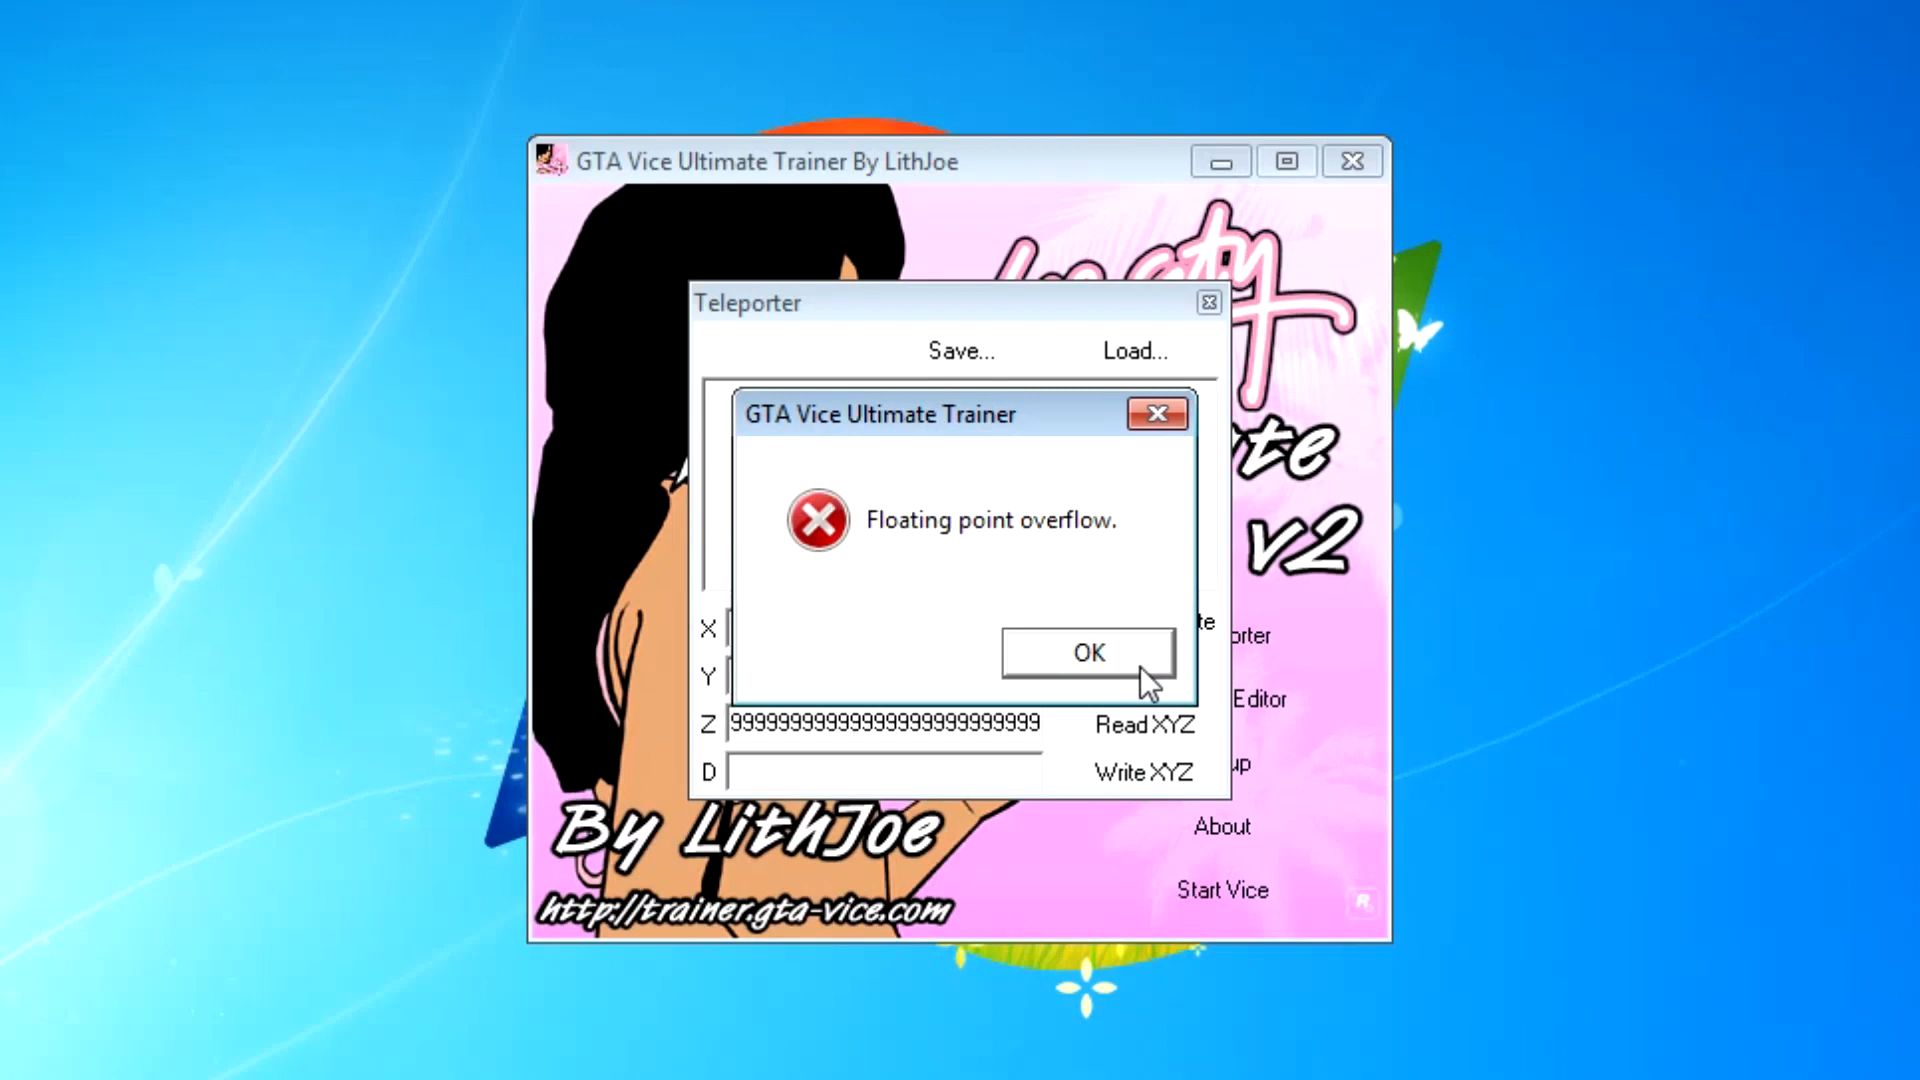 GTA Vice Ultimate Trainer By LithJoe
Teleporter
Save... Load...
GTA Vice Ultimate Trainer
Floating point overflow.
OK
X
Y
Z 99999999999999999999999999 Read XYZ
D Write XYZ
Editor
v2
About
Start Vice
By LithJoe
http://trainer.gta-vice.com